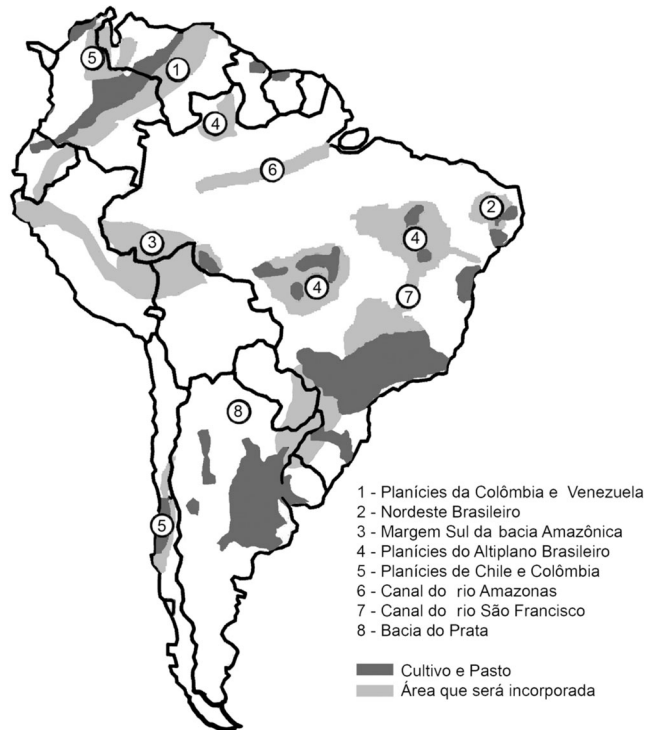 5
1
4
6
2
3
4
4
7
8
5
1 - Planícies da Colômbia e Venezuela
2 - Nordeste Brasileiro
3 - Margem Sul da bacia Amazônica
4 - Planícies do Altiplano Brasileiro
5 - Planícies de Chile e Colômbia
6 - Canal do rio Amazonas
7 - Canal do rio São Francisco
8 - Bacia do Prata
Cultivo e Pasto
Área que será incorporada